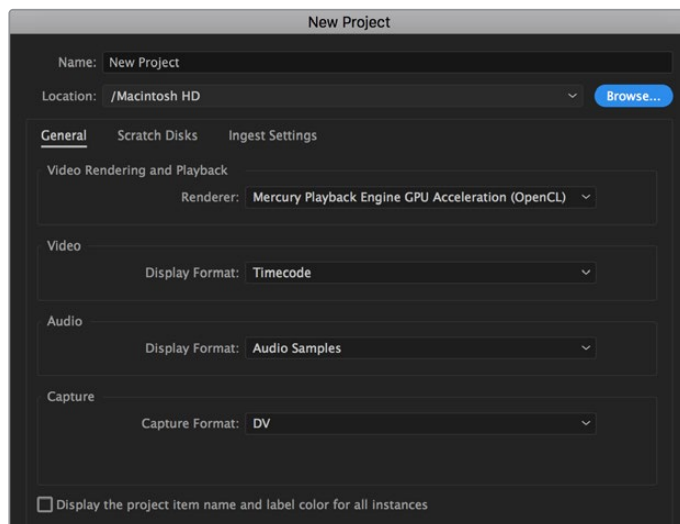 New Project
Name: New Project
Location: /Macintosh HD Browse...
General Scratch Disks Ingest Settings
Video Rendering and Playback
Renderer: Mercury Playback Engine GPU Acceleration (OpenCL)
Video
Display Format: Timecode
Audio
Display Format: Audio Samples
Capture
Capture Format: DV
Display the project item name and label color for all instances